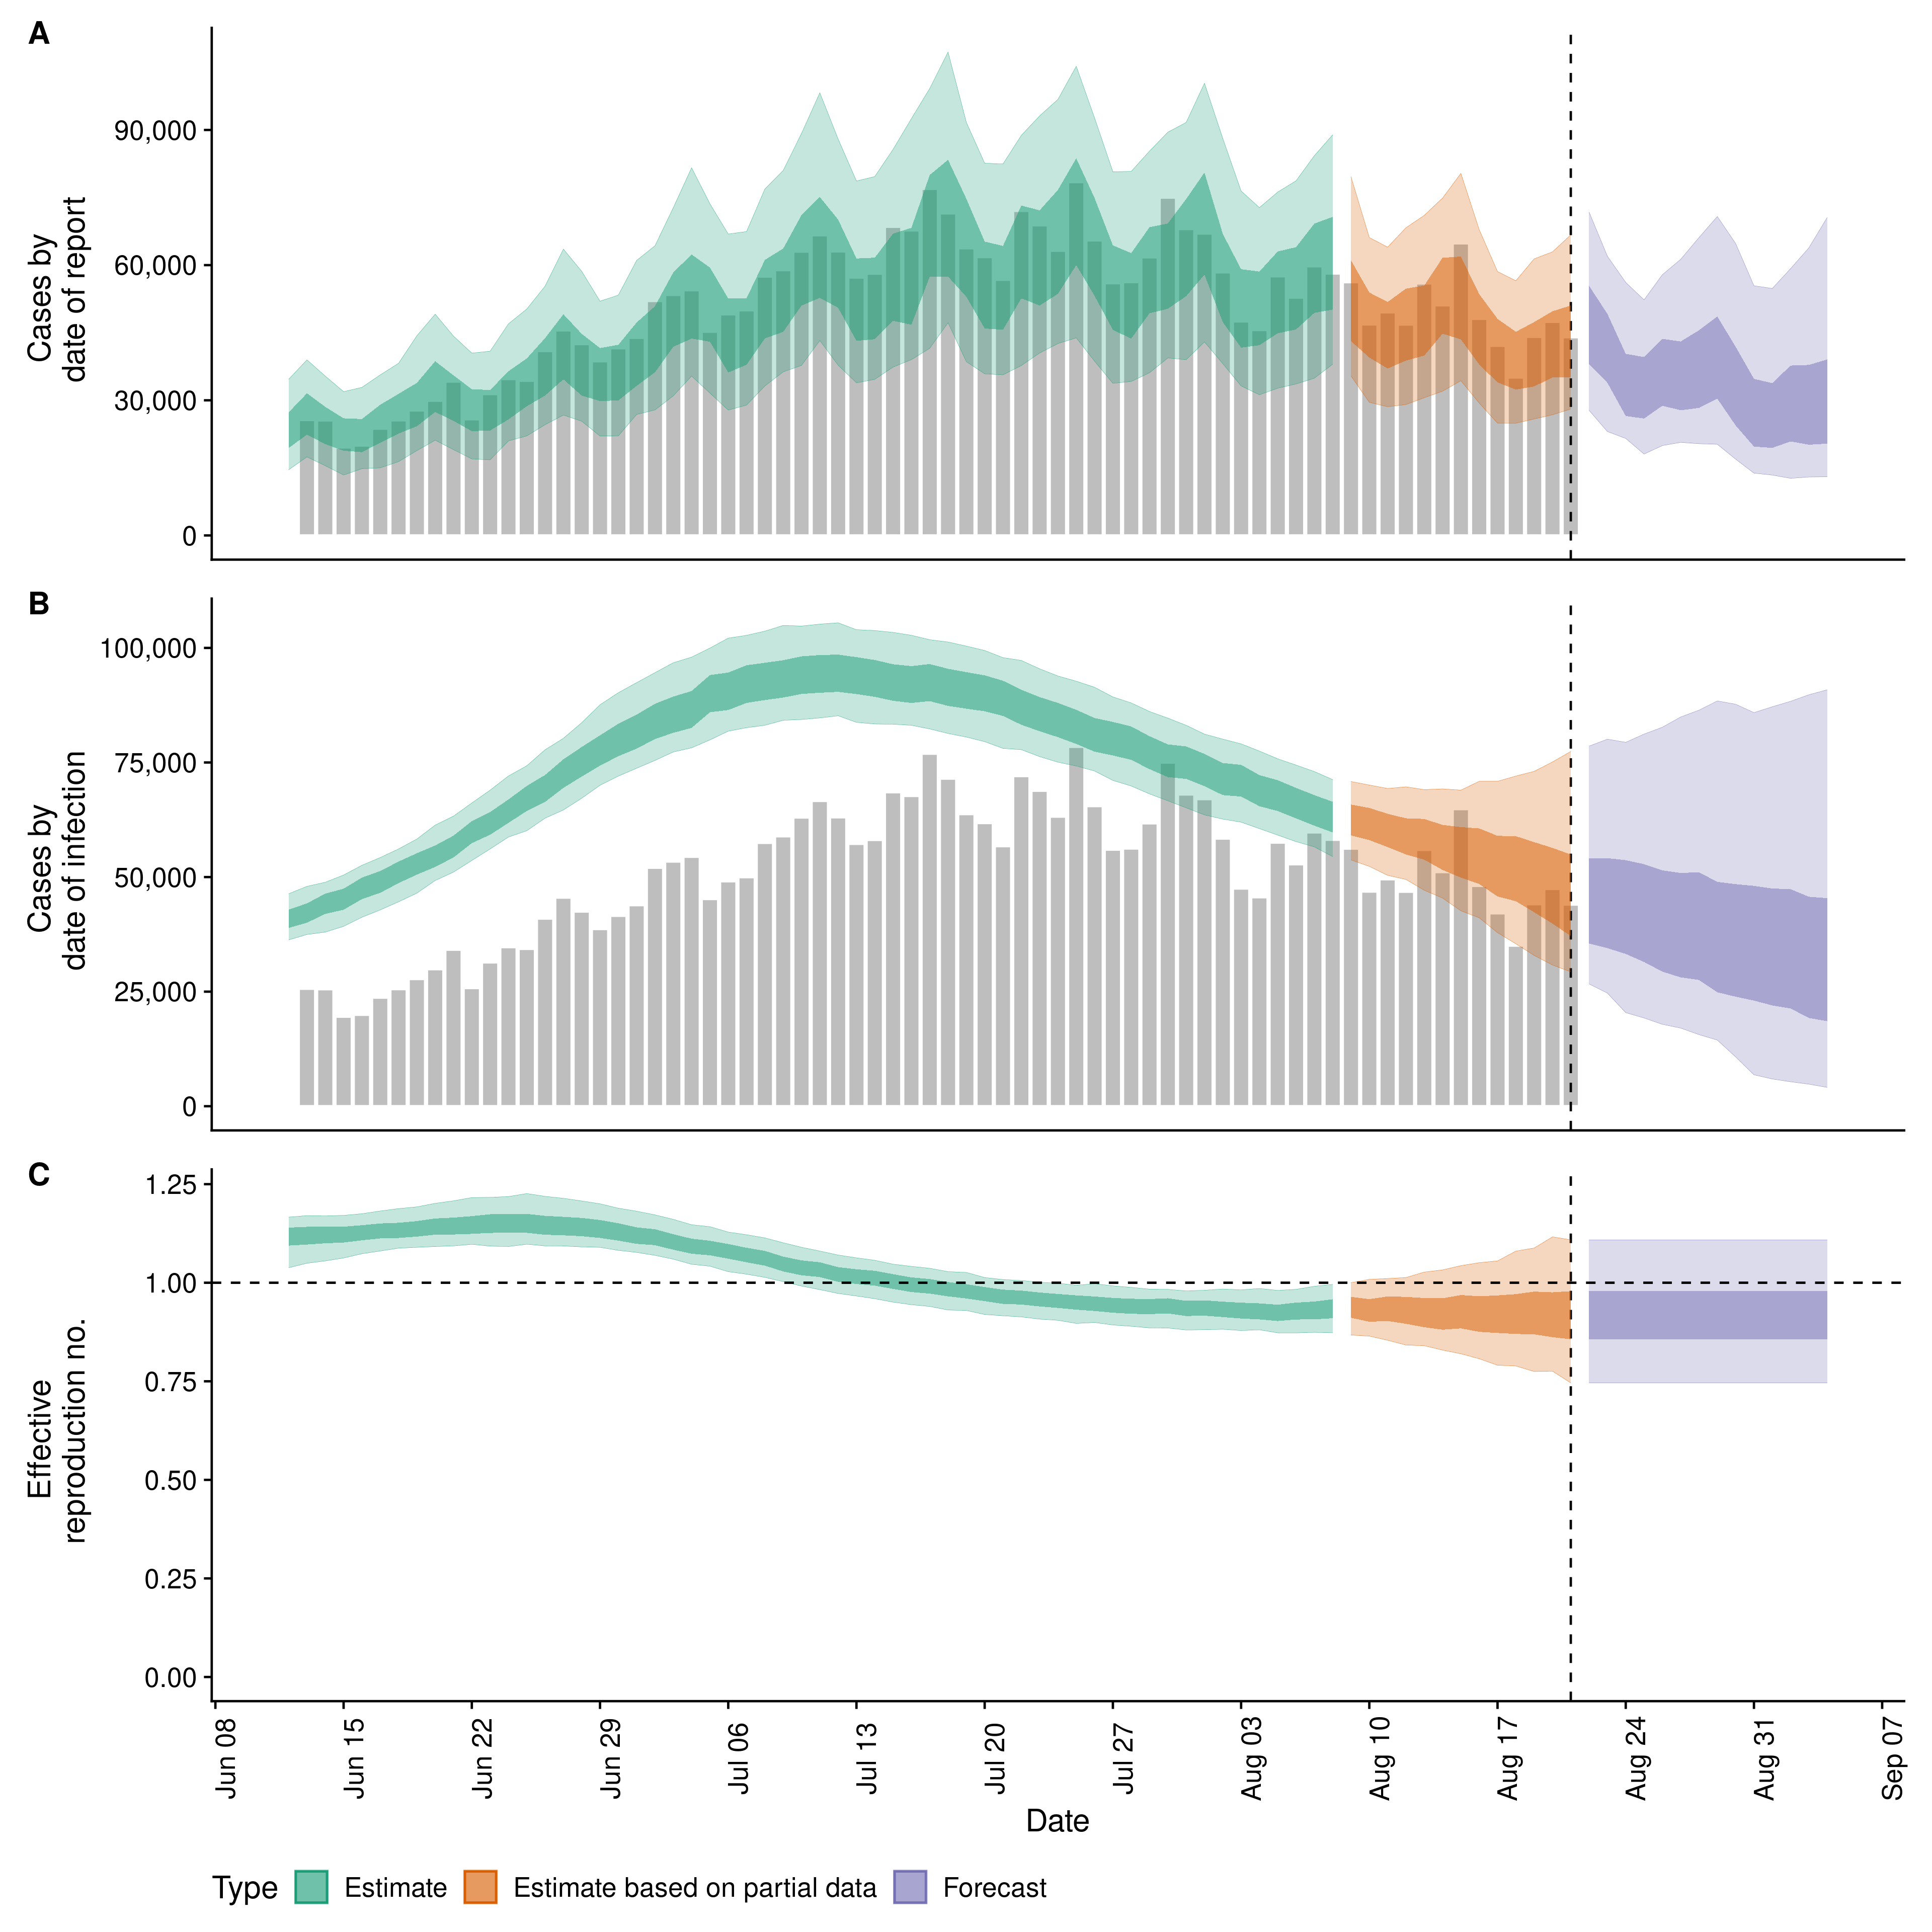 A
Cases by
date of report
90,000
60,000
30,000
0
B
Cases by
date of infection
100,000
75,000
50,000
25,000
0
C
Effective
reproduction no.
1.25
1.00
0.75
0.50
0.25
0.00
Jun 08
Jun 15
Jun 22
Jun 29
Jul 06
Jul 13
Jul 20
Jul 27
Aug 03
Aug 10
Aug 17
Aug 24
Aug 31
Sep 07
Date
Type Estimate Estimate based on partial data Forecast